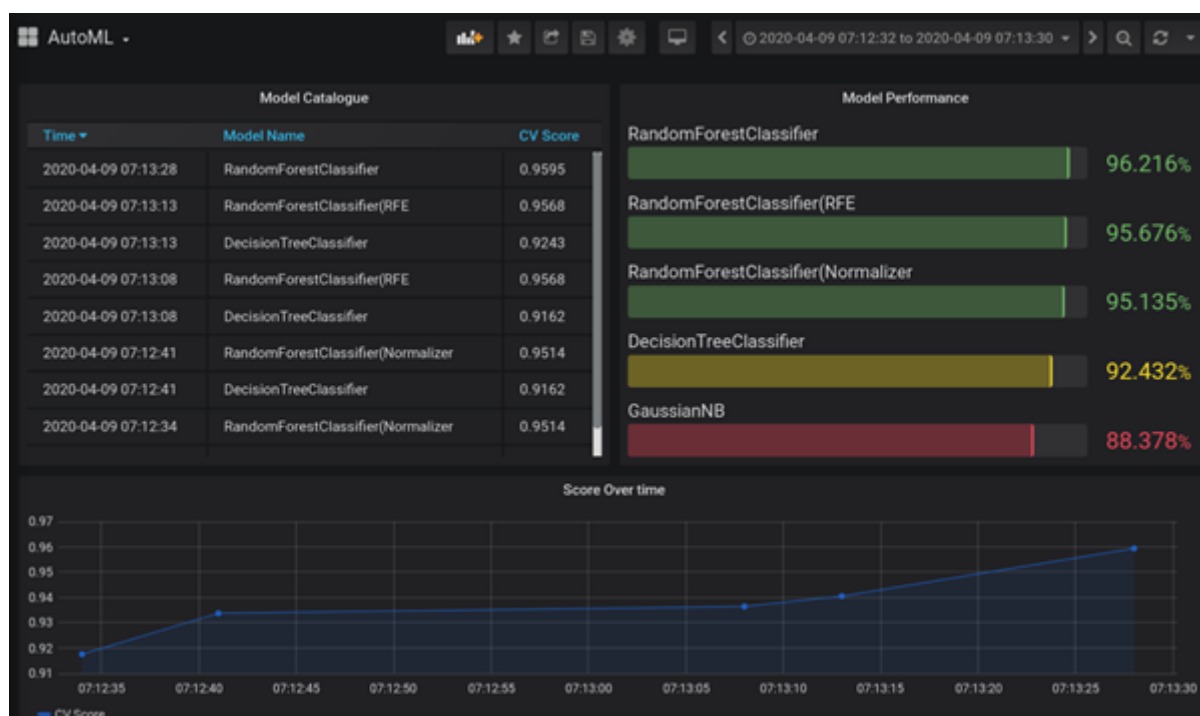 AutoML
2020-04-09 07:12:32 to 2020-04-09 07:13:30
Model Catalogue
Time Model Name CV Score
2020-04-09 07:13:28 RandomForestClassifier 0.9595
2020-04-09 07:13:13 RandomForestClassifier(RFE 0.9568
2020-04-09 07:13:13 DecisionTreeClassifier 0.9243
2020-04-09 07:13:08 RandomForestClassifier(RFE 0.9568
2020-04-09 07:13:08 DecisionTreeClassifier 0.9162
2020-04-09 07:12:41 RandomForestClassifier(Normalizer 0.9514
2020-04-09 07:12:41 DecisionTreeClassifier 0.9162
2020-04-09 07:12:34 RandomForestClassifier(Normalizer 0.9514
Model Performance
RandomForestClassifier
96.216%
RandomForestClassifier(RFE
95.676%
RandomForestClassifier(Normalizer
95.135%
DecisionTreeClassifier
92.432%
GaussianNB
88.378%
Score Over time
0.97
0.96
0.95
0.94
0.93
0.92
0.91
07:12:35 07:12:40 07:12:45 07:12:50 07:12:55 07:13:00 07:13:05 07:13:10 07:13:15 07:13:20 07:13:25 07:13:30
CV Score